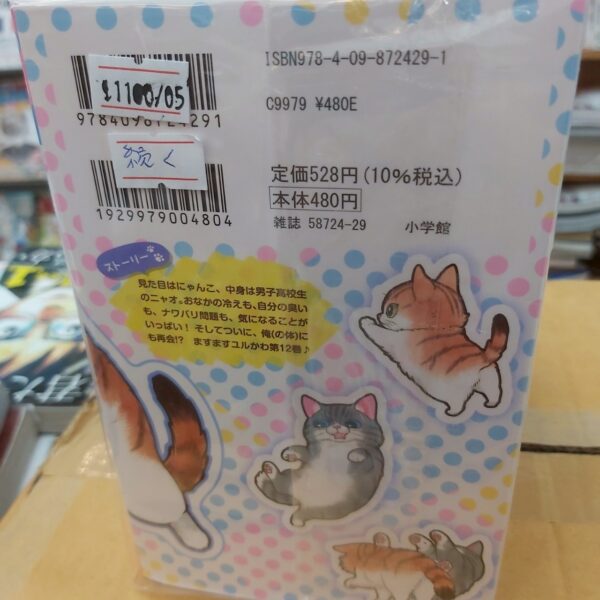 ISBN978-4-09-872429-1
¥1100/05
9784098724291
C9979 ¥480E
続く
定価528円(10%税込)
本体480円
1929979004804
雑誌 58724-29 小学館
ストーリー
見た目はにゃんこ、中身は男子高校生
のニャオ。おなかの冷えも、自分の臭い
も、ナワバリ問題も、気になることが
いっぱい! そしてついに、俺(の体)に
も再会!? ますますユルかわ第12巻♪